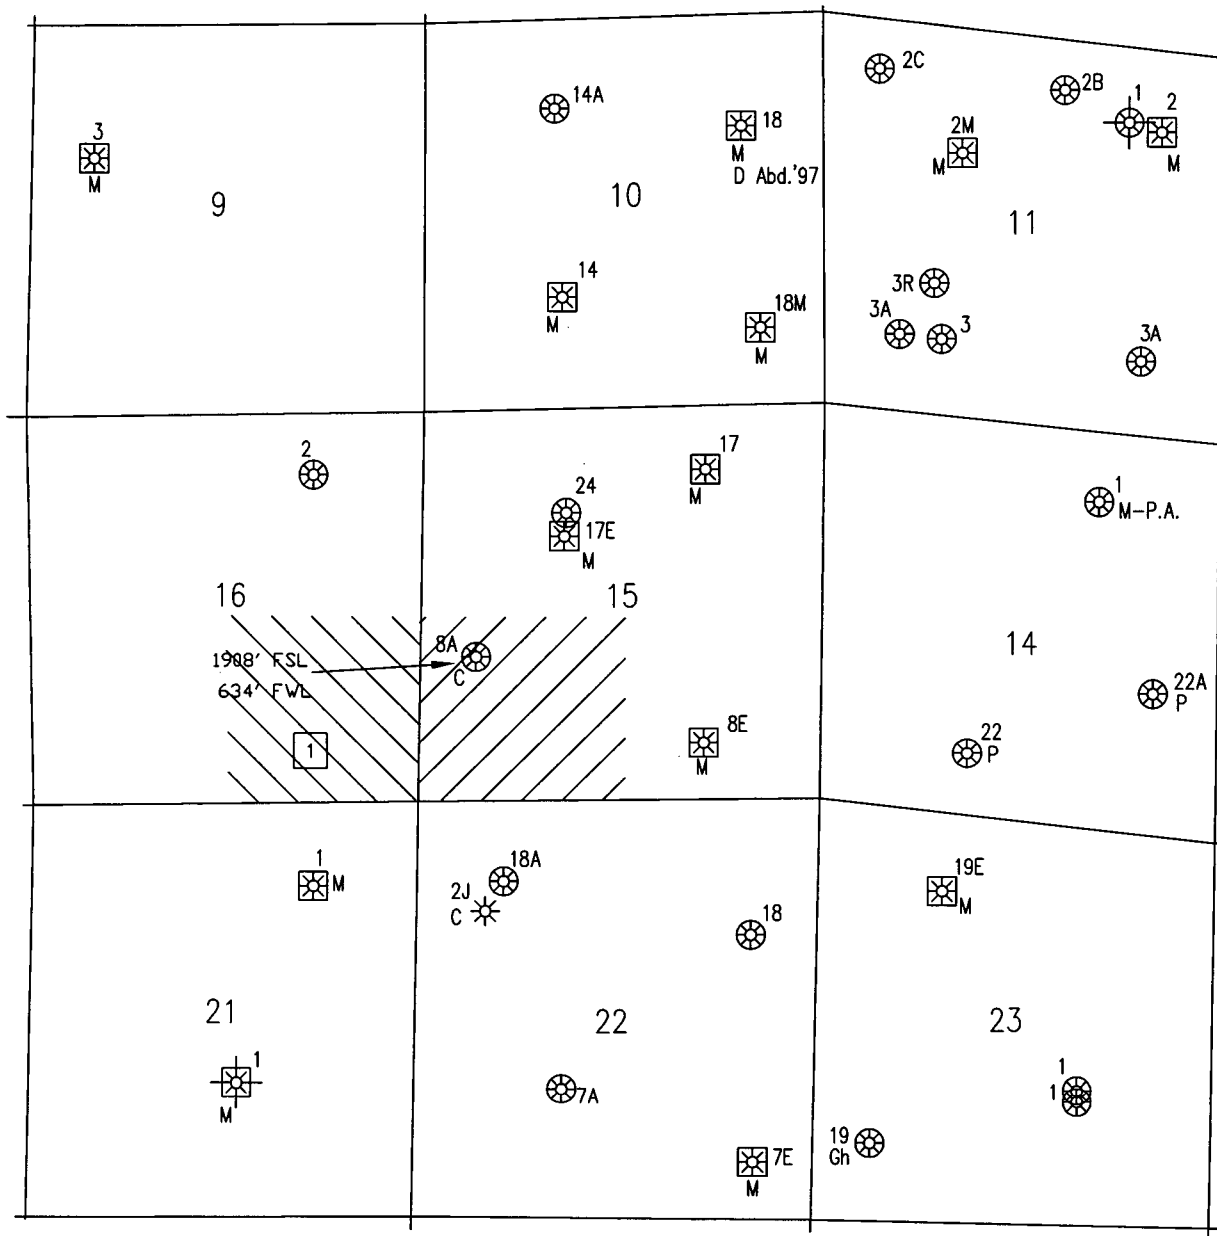 2C
2B
1
2
14A
18
M
D Abd.'97
2M
M
M
3
M
9
10
11
14
M
18M
M
3R
3A
3
3A
2
17
M
24
17E
M
1
M-P.A.
16
15
14
8A
C
1908' FSL
634' FWL
22A
P
22
P
8E
M
1
1
M
18A
2J
C
18
19E
M
21
22
23
1
M
7A
1
1
19
Gh
7E
M